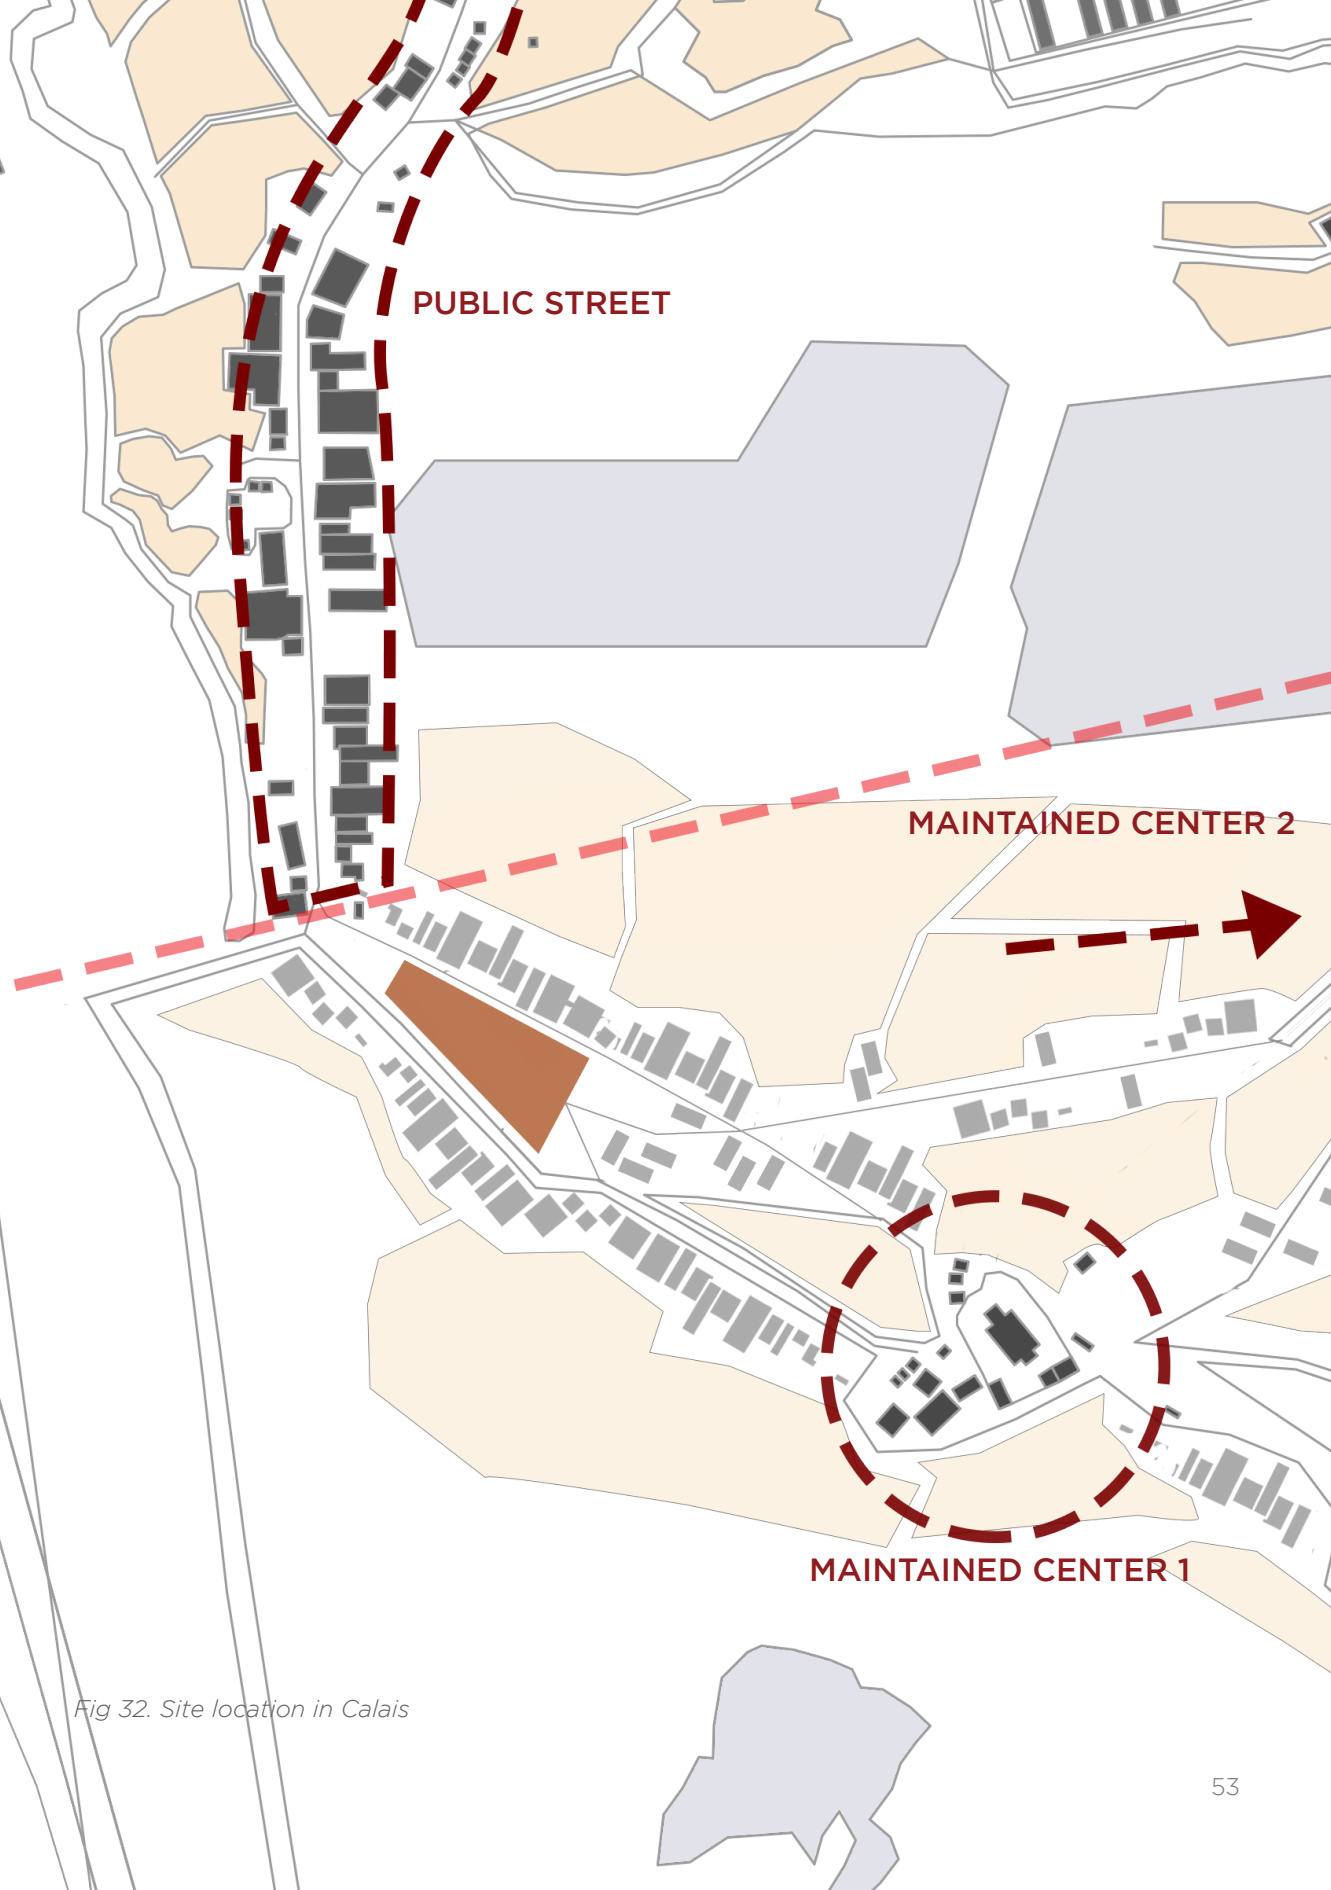 PUBLIC STREET
MAINTAINED CENTER 2
MAINTAINED CENTER 1
Fig 32. Site location in Calais
53